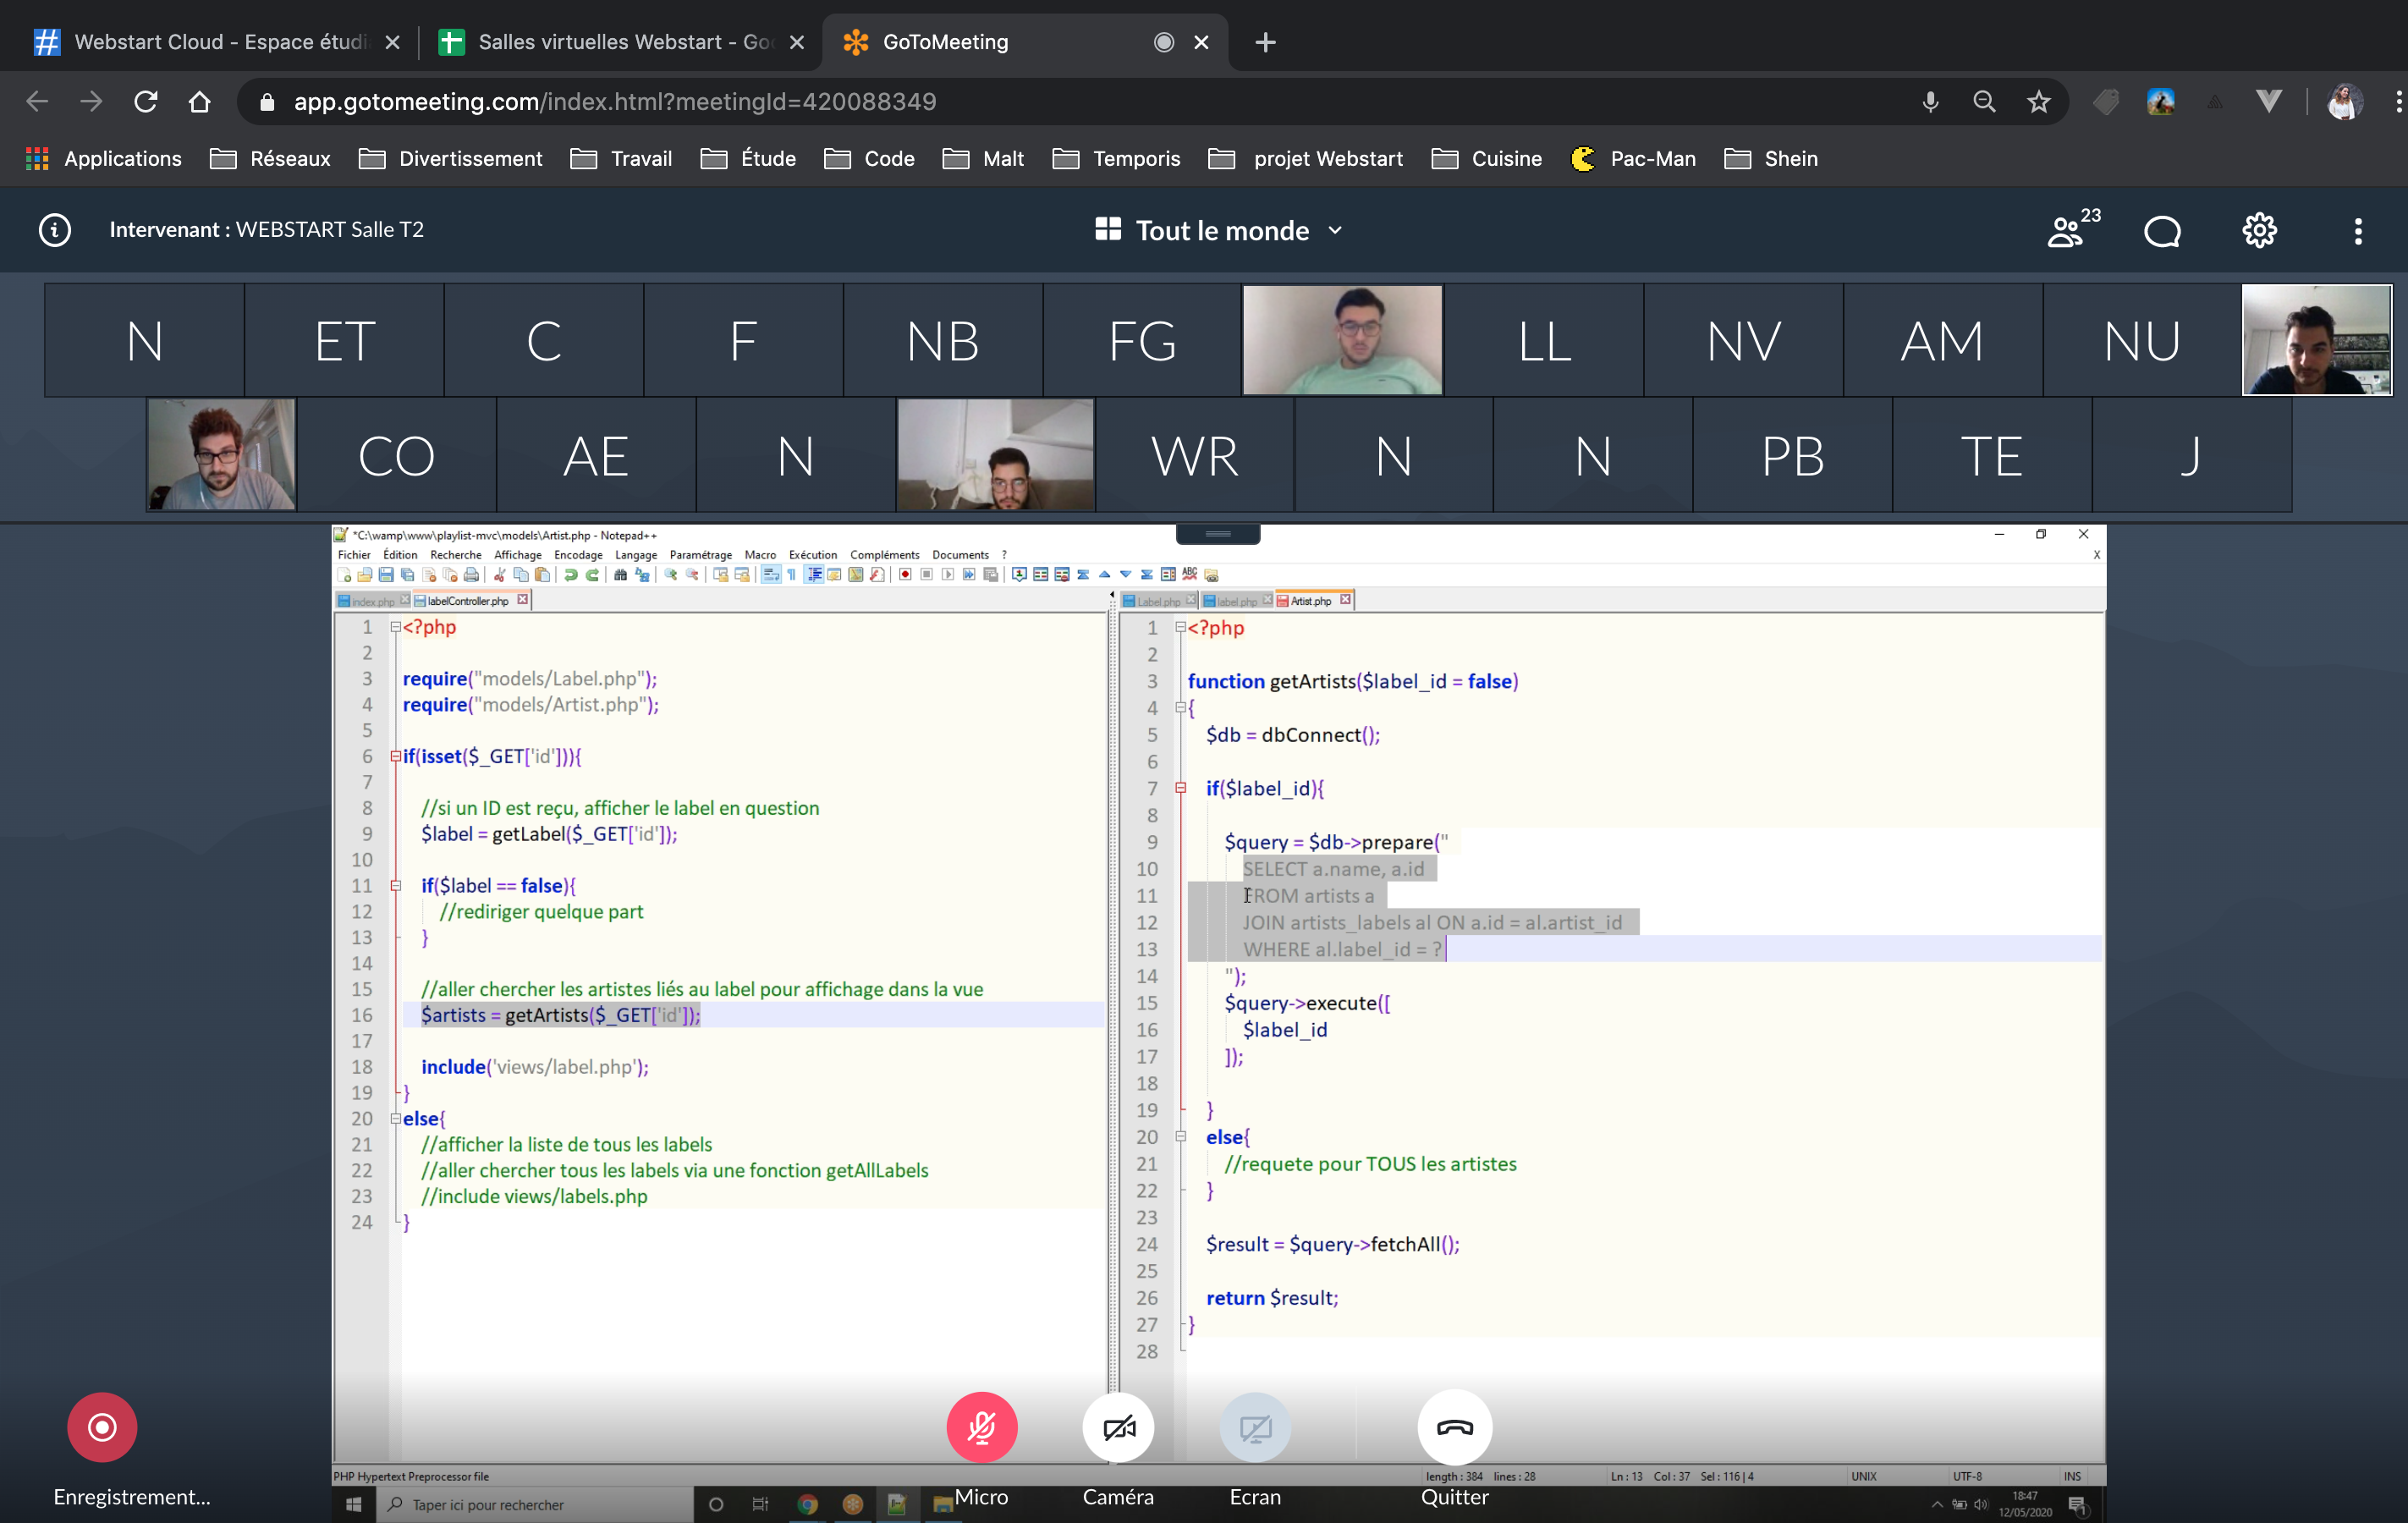 Webstart Cloud - Espace étudi
Salles virtuelles Webstart - Goo
GoToMeeting
app.gotomeeting.com/index.html?meetingId=420088349
Applications
Réseaux
Divertissement
Travail
Étude
Code
Malt
Temporis
projet Webstart
Cuisine
Pac-Man
Shein
Intervenant : WEBSTART Salle T2
Tout le monde
23
N
ET
C
F
NB
FG
LL
NV
AM
NU
CO
AE
N
WR
N
N
PB
TE
J
*C:\wamp\www\playlist-mvc\models\Artist.php - Notepad++
Fichier Édition Recherche Affichage Encodage Langage Paramétrage Macro Exécution Compléments Documents ?
X
index.php
labelController.php
Label.php
label.php
Artist.php
1 <?php
2
3 require("models/Label.php");
4 require("models/Artist.php");
5
6 if(isset($_GET['id'])){
7
8 //si un ID est reçu, afficher le label en question
9 $label = getLabel($_GET['id']);
10
11 if($label == false){
12 //rediriger quelque part
13 }
14
15 //aller chercher les artistes liés au label pour affichage dans la vue
16 $artists = getArtists($_GET['id']);
17
18 include('views/label.php');
19 }
20 else{
21 //afficher la liste de tous les labels
22 //aller chercher tous les labels via une fonction getAllLabels
23 //include views/labels.php
24 }
1 <?php
2
3 function getArtists($label_id = false)
4 {
5 $db = dbConnect();
6
7 if($label_id){
8
9 $query = $db->prepare("
10 SELECT a.name, a.id
11 FROM artists a
12 JOIN artists_labels al ON a.id = al.artist_id
13 WHERE al.label_id = ?
14 ");
15 $query->execute([
16 $label_id
17 ]);
18
19 }
20 else{
21 //requete pour TOUS les artistes
22 }
23
24 $result = $query->fetchAll();
25
26 return $result;
27 }
28
PHP Hypertext Preprocessor file
length : 384 lines : 28
Ln : 13 Col : 37 Sel : 116 | 4
UNIX
UTF-8
INS
Enregistrement...
Taper ici pour rechercher
Micro
Caméra
Ecran
Quitter
18:47
12/05/2020